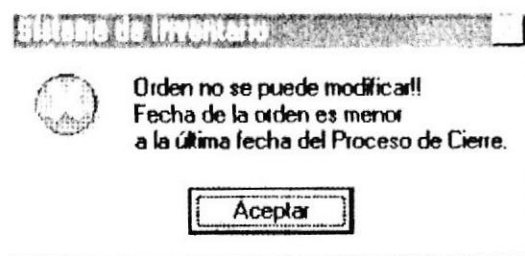 Sistema de Inventario
Orden no se puede modificar!!
Fecha de la orden es menor
a la última fecha del Proceso de Cierre.
Aceptar